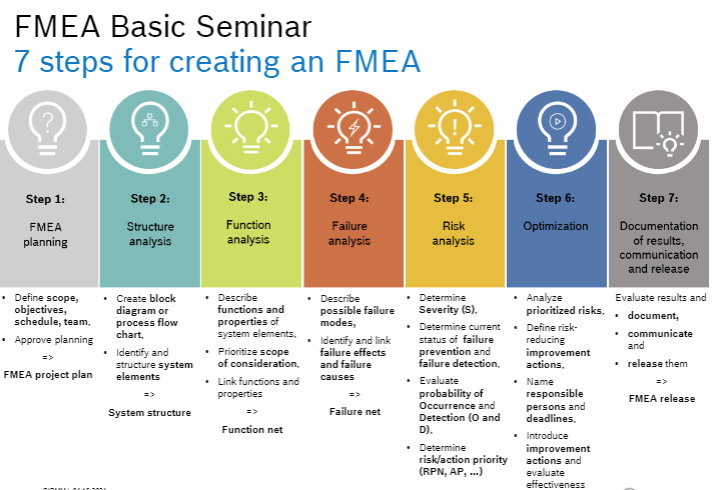 FMEA Basic Seminar
7 steps for creating an FMEA
?
!
Step 1:
FMEA
planning
• Define scope,
objectives,
schedule, team.
• Approve planning
=>
FMEA project plan
Step 2:
Structure
analysis
• Create block
diagram or
process flow
chart.
• Identify and
structure system
elements
=>
System structure
Step 3:
Function
analysis
• Describe
functions and
properties of
system elements.
• Prioritize scope
of consideration.
• Link functions and
properties
=>
Function net
Step 4:
Failure
analysis
• Describe
possible failure
modes,
• Identify and link
failure effects
and failure
causes
=>
Failure net
Step 5:
Risk
analysis
• Determine
Severity (S).
• Determine current
status of failure
prevention and
failure detection.
• Evaluate
probability of
Occurrence and
Detection (O and
D).
• Determine
risk/action priority
(RPN, AP, ...)
Step 6:
Optimization
• Analyze
prioritized risks.
• Define risk-
reducing
improvement
actions.
• Name
responsible
persons and
deadlines.
• Introduce
improvement
actions and
evaluate
effectiveness
Step 7:
Documentation
of results,
communication
and release
Evaluate results and
• document,
• communicate
and
• release them
=>
FMEA release